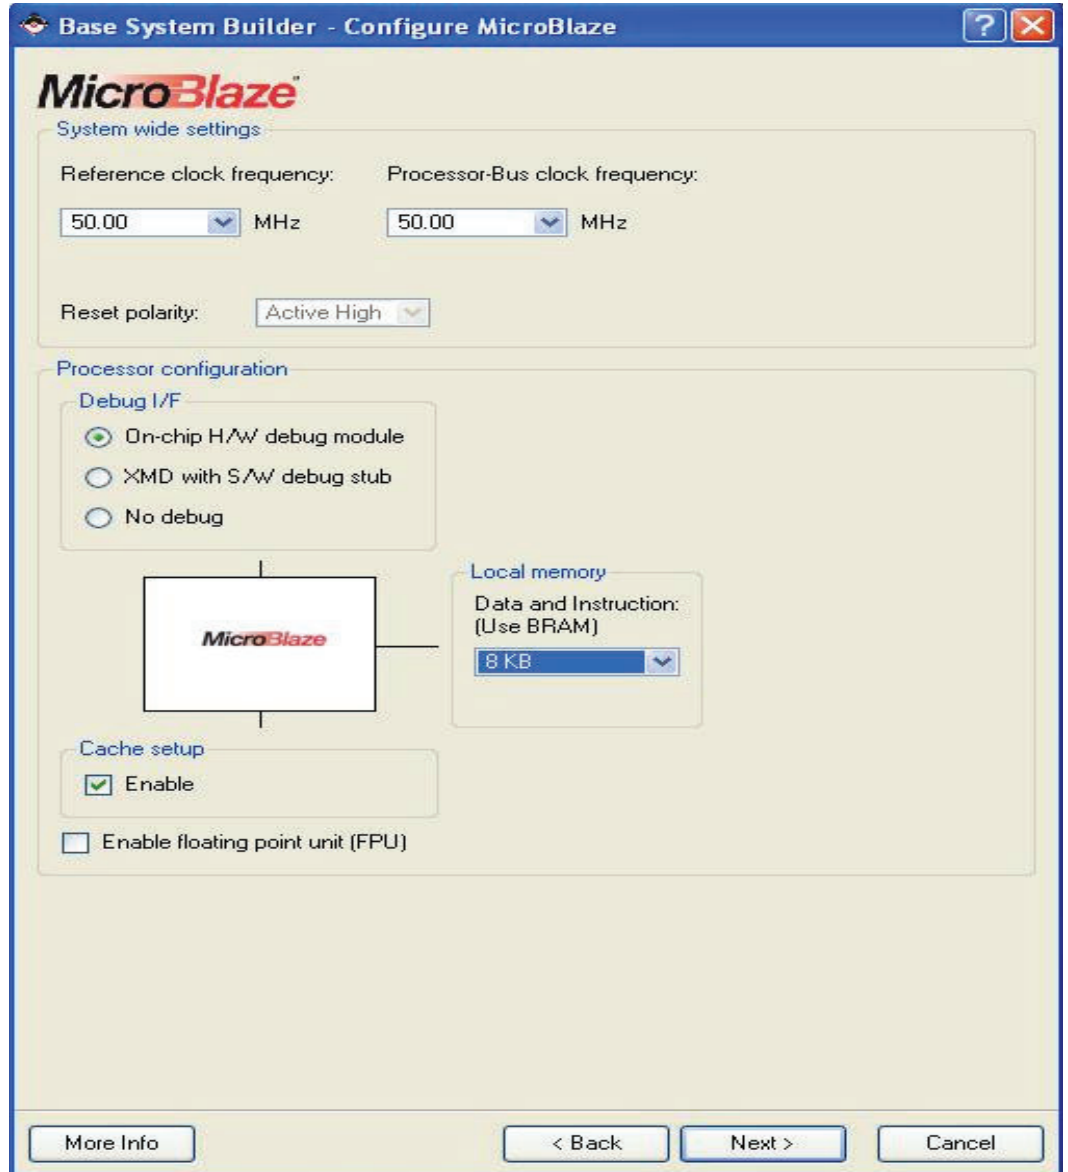 Base System Builder - Configure MicroBlaze
MicroBlaze
System wide settings
Reference clock frequency: Processor-Bus clock frequency:
50.00 MHz 50.00 MHz
Reset polarity: Active High
Processor configuration
Debug I/F
On-chip H/W debug module
XMD with S/W debug stub
No debug
Local memory
Data and Instruction:
(Use BRAM)
MicroBlaze
8 KB
Cache setup
Enable
Enable floating point unit (FPU)
More Info < Back Next > Cancel